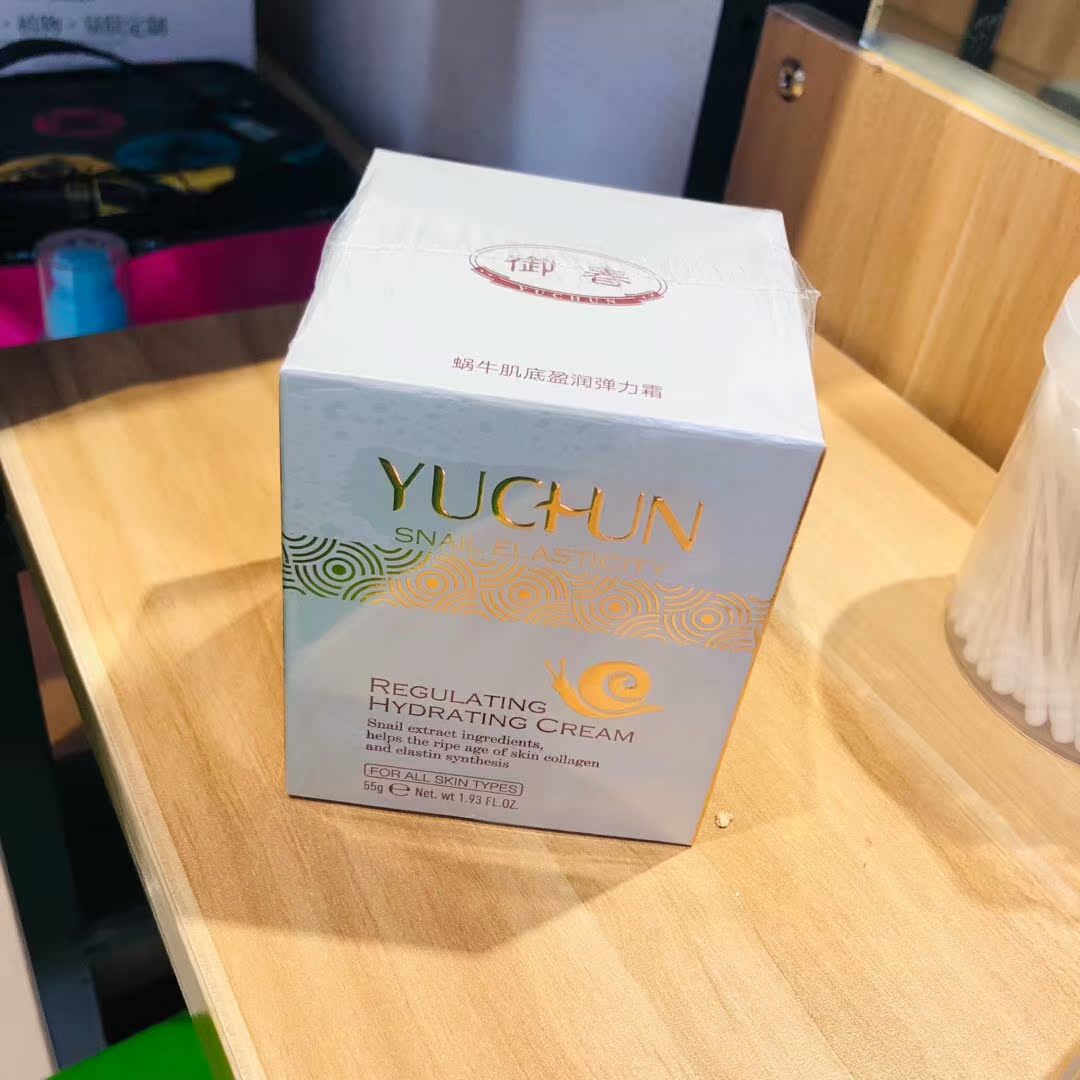 御 春
YUCHUN
蜗牛肌底盈润弹力霜
YUCHUN
SNAIL ELASTICITY
REGULATING
HYDRATING CREAM
Snail extract ingredients,
helps the ripe age of skin collagen
and elastin synthesis
FOR ALL SKIN TYPES
55g ℮ Net. wt 1.93 FL.OZ.